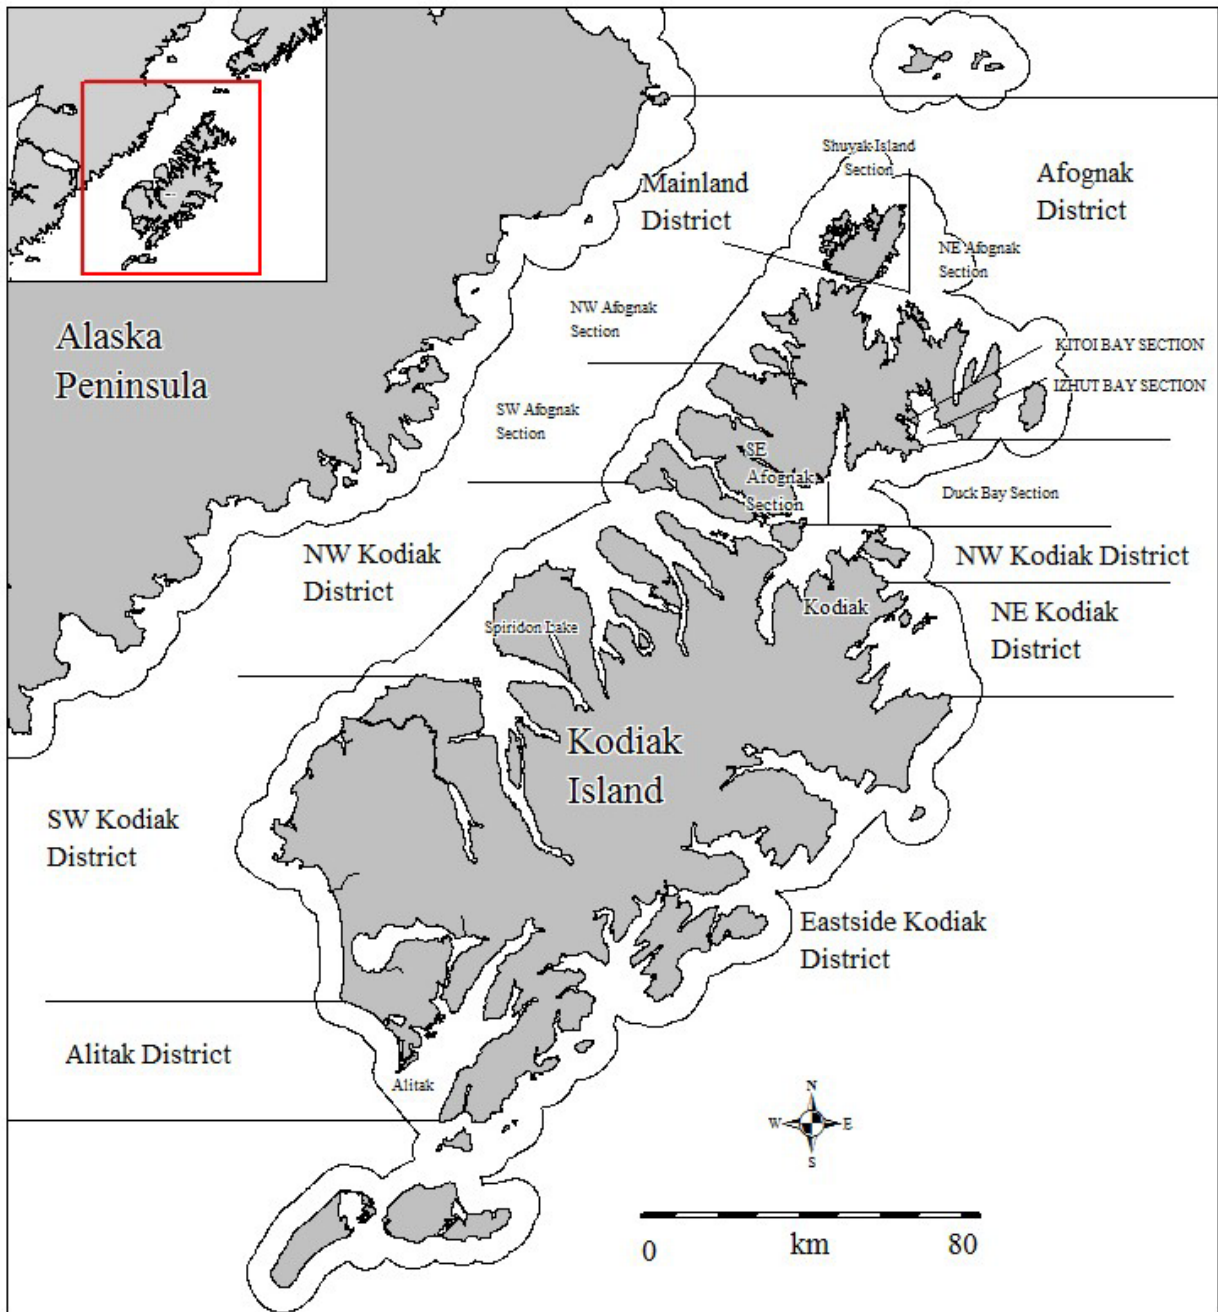 Shuyak Island
Section
Mainland
District
Afognak
District
NE Afognak
Section
NW Afognak
Section
Alaska
Peninsula
KITOI BAY SECTION
IZHUT BAY SECTION
SW Afognak
Section
SE
Afognak
Section
Duck Bay Section
NW Kodiak
District
NW Kodiak District
Kodiak
NE Kodiak
District
Spiridon Lake
Kodiak
Island
SW Kodiak
District
Eastside Kodiak
District
Alitak District
Alitak
N
W E
S
0 km 80